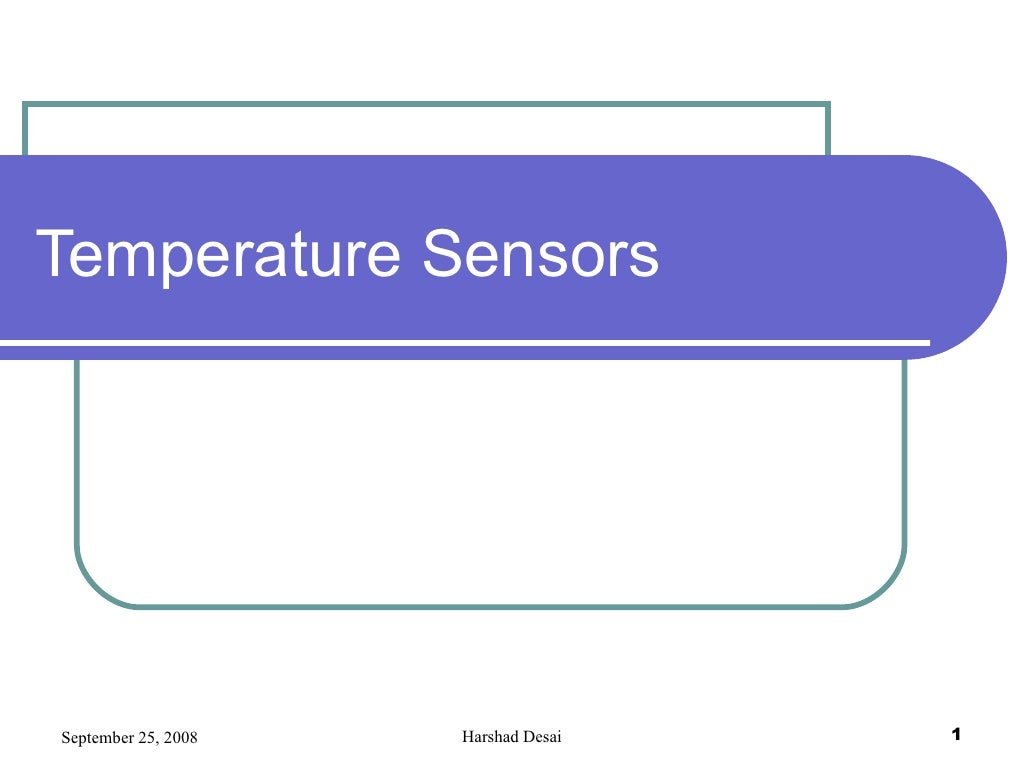 Temperature Sensors
September 25, 2008
Harshad Desai
1